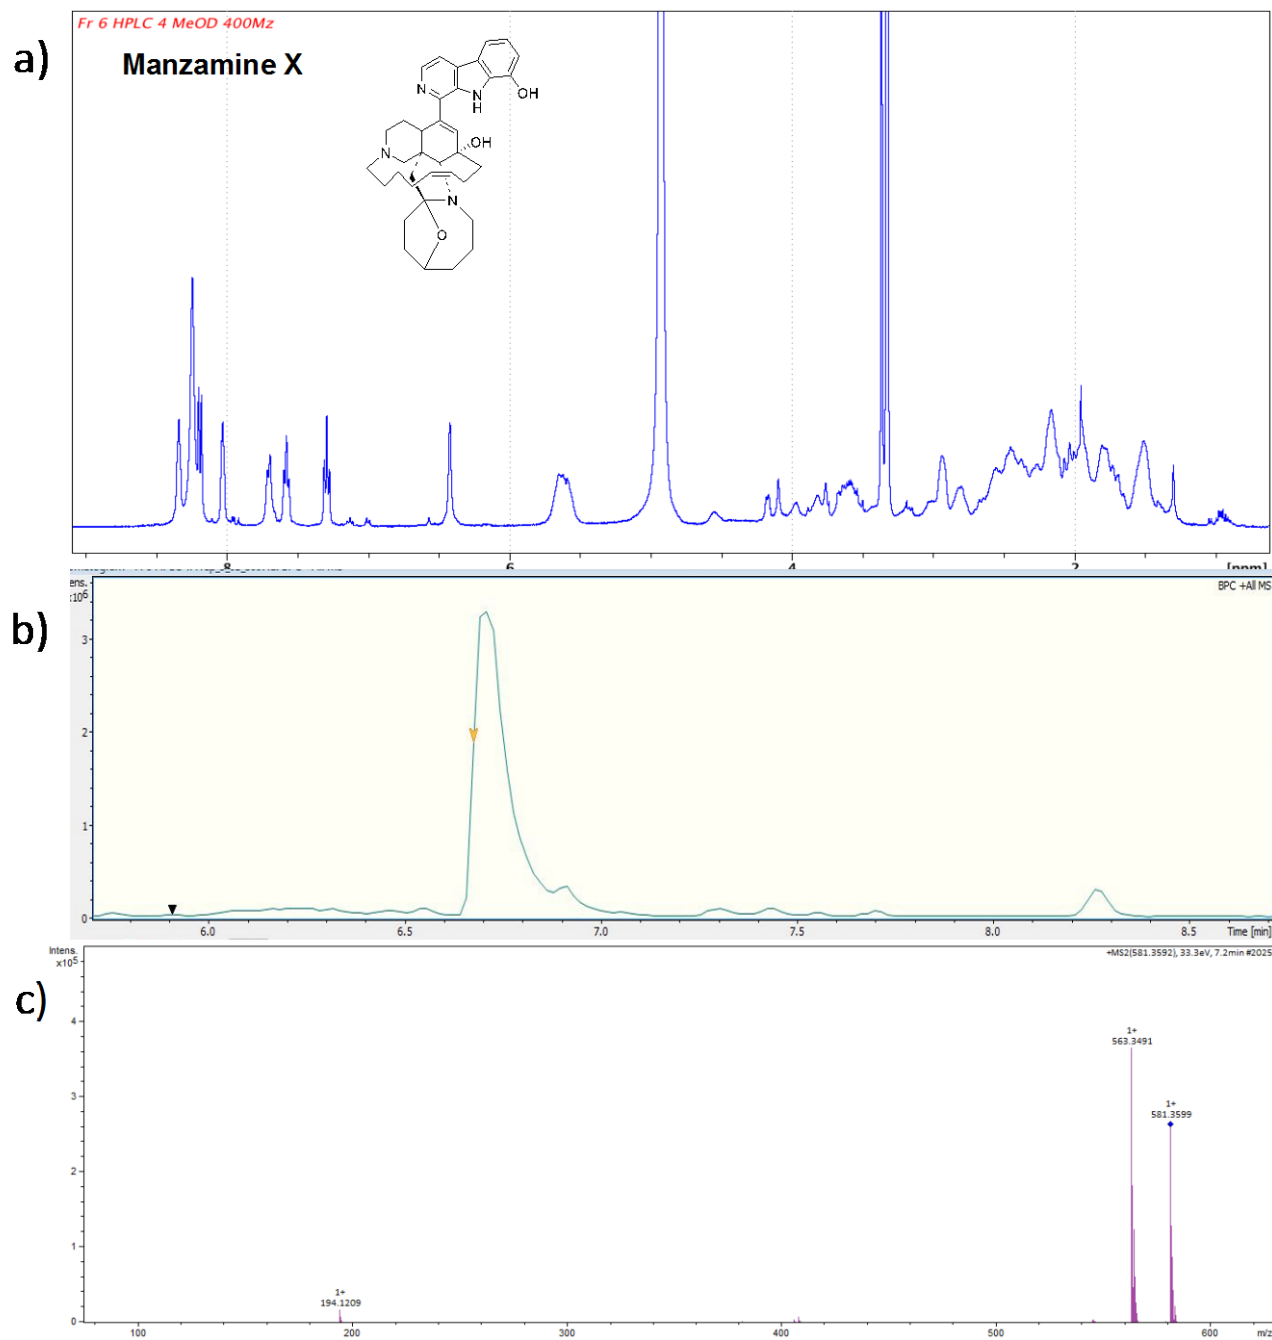 Fr 6 HPLC 4 MeOD 400Mz
a)
Manzamine X
N
N
H
OH
OH
N
N
O
8 6 4 2 [ppm]
b)
ens.
x10⁶
BPC +All MS
3
2
1
0
6.0 6.5 7.0 7.5 8.0 8.5 Time [min]
c)
Intens.
x10⁵
+MS2(581.3592), 33.3eV, 7.2min #2025
4
3
2
1
0
1+
563.3491
1+
581.3599
1+
194.1209
100 200 300 400 500 600 m/z